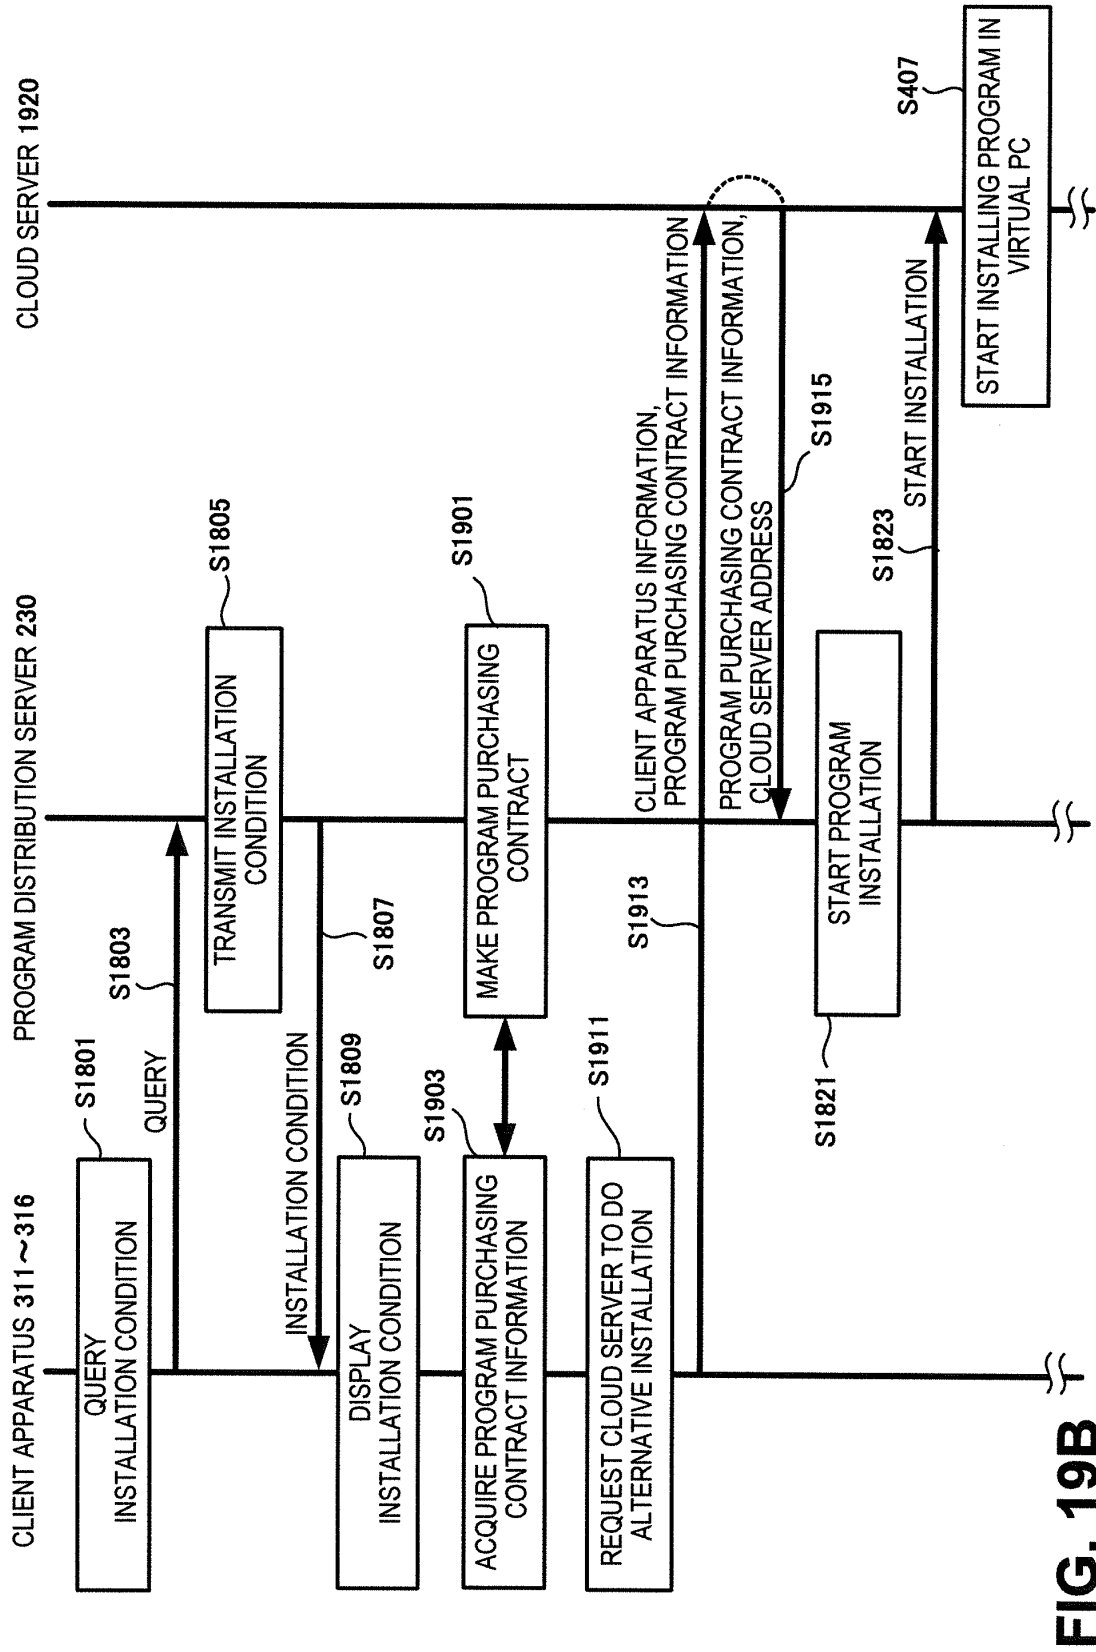 CLIENT APPARATUS 311~316
PROGRAM DISTRIBUTION SERVER 230
CLOUD SERVER 1920
QUERY
INSTALLATION CONDITION
S1801
QUERY
S1803
TRANSMIT INSTALLATION
CONDITION
S1805
INSTALLATION CONDITION
S1807
DISPLAY
INSTALLATION CONDITION
S1809
ACQUIRE PROGRAM PURCHASING
CONTRACT INFORMATION
S1903
MAKE PROGRAM PURCHASING
CONTRACT
S1901
REQUEST CLOUD SERVER TO DO
ALTERNATIVE INSTALLATION
S1911
S1913
CLIENT APPARATUS INFORMATION,
PROGRAM PURCHASING CONTRACT INFORMATION
PROGRAM PURCHASING CONTRACT INFORMATION,
CLOUD SERVER ADDRESS
S1915
START PROGRAM
INSTALLATION
S1821
S1823
START INSTALLATION
S407
START INSTALLING PROGRAM IN
VIRTUAL PC
FIG. 19B